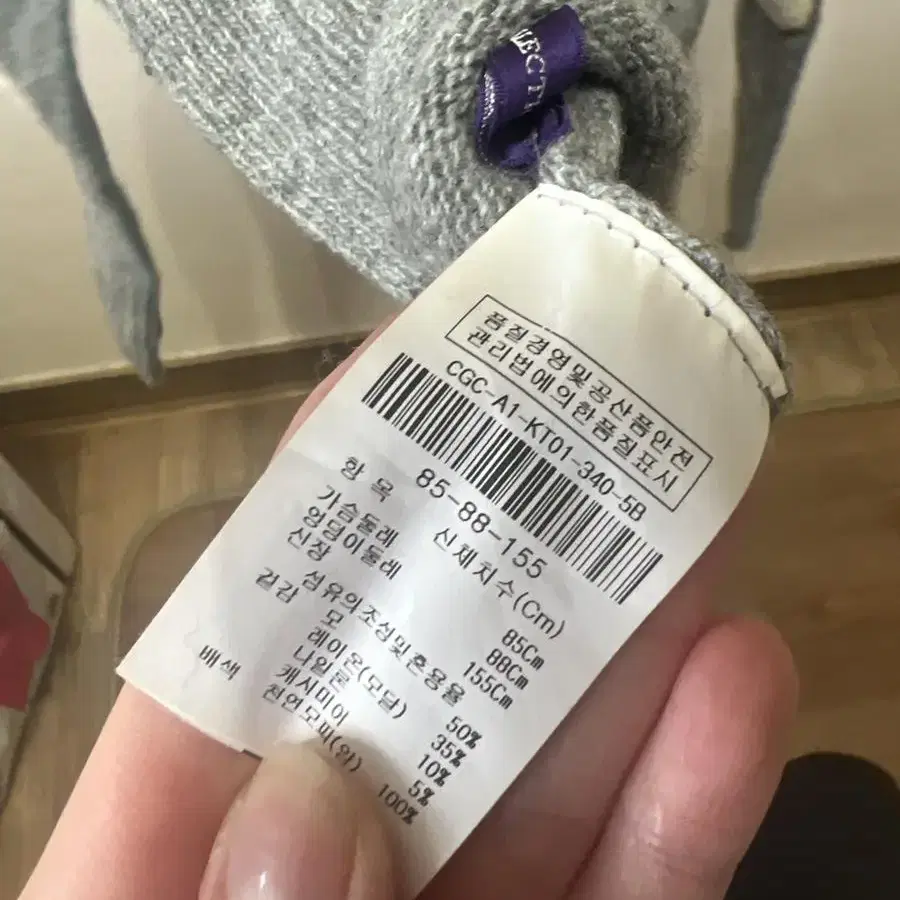 LECTI
품질경영및공산품안전
관리법에의한품질표시
CGC-A1-KT01-340-5B
85-88-155
항 목 신체치수(Cm)
가슴둘레 85Cm
엉덩이둘레 88Cm
신장 155Cm
섬유의조성및혼용율
겉감 모 50%
레이온(모달) 35%
나일론 10%
캐시미어 5%
배색 천연모피 100%